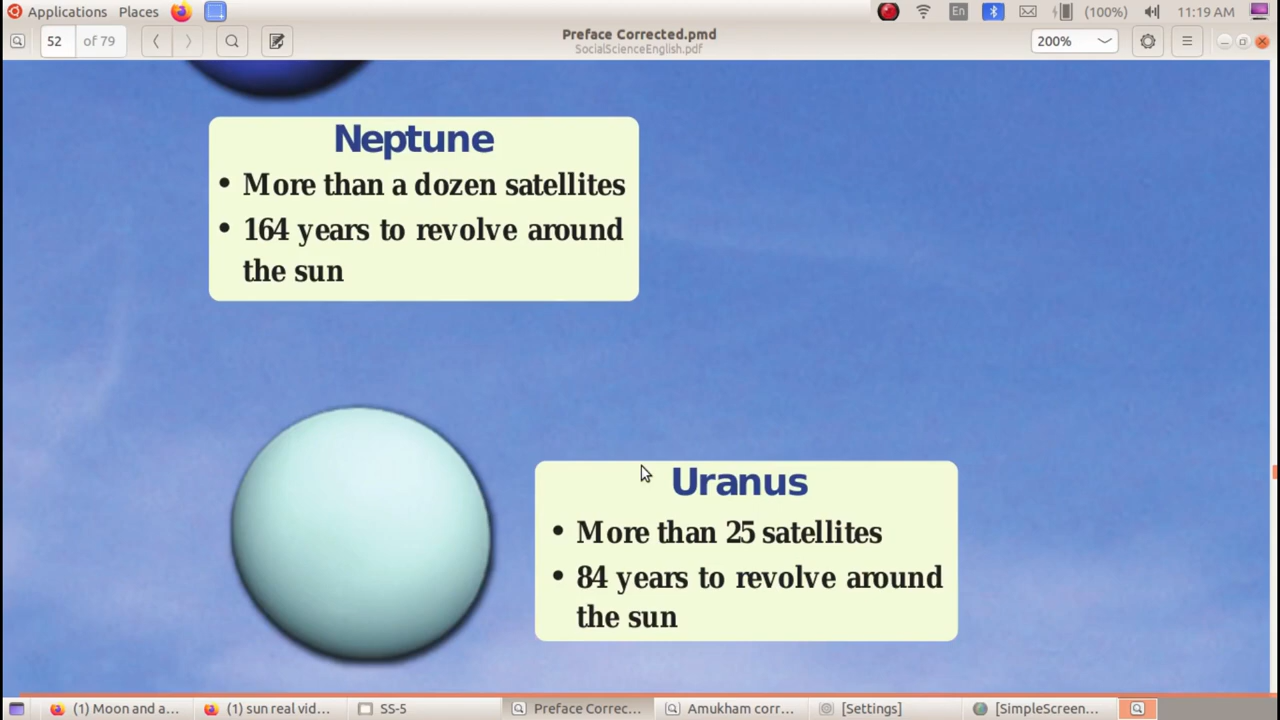 Applications Places En (100%) 11:19 AM
52 of 79 Preface Corrected.pmd 200%
SocialScienceEnglish.pdf
Neptune
• More than a dozen satellites
• 164 years to revolve around
the sun
Uranus
• More than 25 satellites
• 84 years to revolve around
the sun
(1) Moon and a... (1) sun real vid... SS-5 Preface Correc... Amukham corr... [Settings] [SimpleScreen...